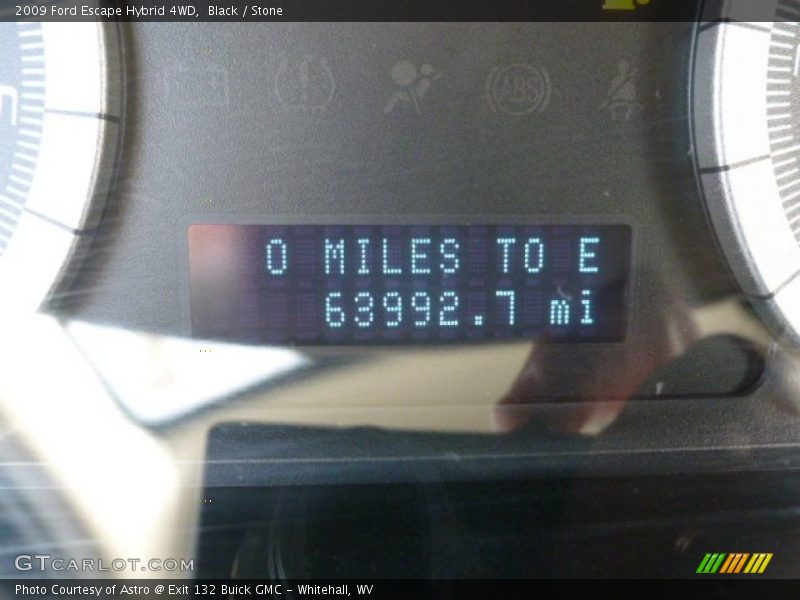 2009 Ford Escape Hybrid 4WD, Black / Stone
ABS
0 MILES TO E
63992.7 mi
GTCARLOT.COM
Photo Courtesy of Astro @ Exit 132 Buick GMC - Whitehall, WV